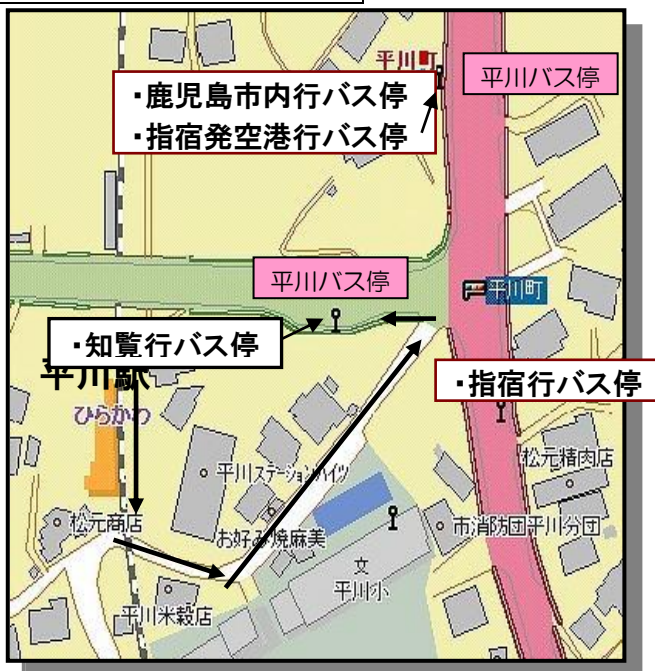 平川町
平川バス停
・鹿児島市内行バス停
・指宿発空港行バス停
平川バス停
平川町
・知覧行バス停
平川駅
ひらかわ
・指宿行バス停
松元精肉店
平川ステーションハイツ
松元商店
お好み焼麻美
市消防団平川分団
文
平川小
平川米穀店